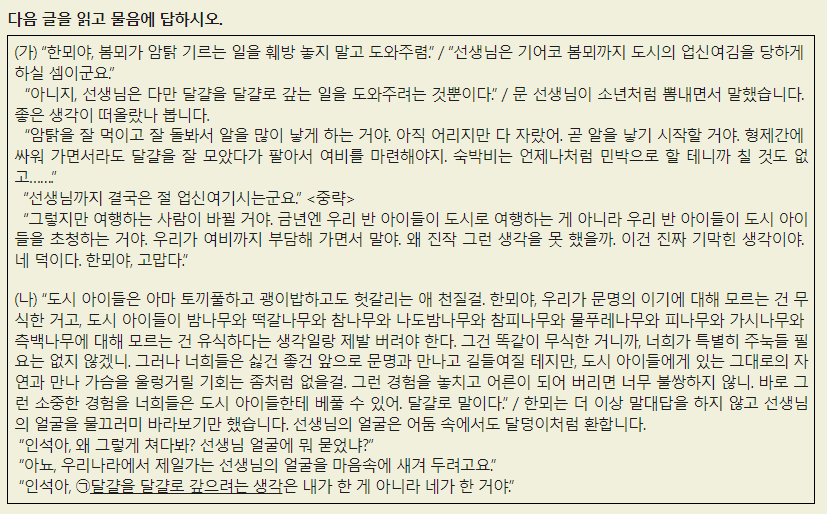 다음 글을 읽고 물음에 답하시오.
(가) “한뫼야, 봄뫼가 암탉 기르는 일을 훼방 놓지 말고 도와주렴.” / “선생님은 기어코 봄뫼까지 도시의 업신여김을 당하게
하실 셈이군요.”
“아니지, 선생님은 다만 달걀을 달걀로 갚는 일을 도와주려는 것뿐이다.” / 문 선생님이 소년처럼 뽐내면서 말했습니다.
좋은 생각이 떠올랐나 봅니다.
“암탉을 잘 먹이고 잘 돌봐서 알을 많이 낳게 하는 거야. 아직 어리지만 다 자랐어. 곧 알을 낳기 시작할 거야. 형제간에
싸워 가면서라도 달걀을 잘 모았다가 팔아서 여비를 마련해야지. 숙박비는 언제나처럼 민박으로 할 테니까 칠 것도 없
고…….”
“선생님까지 결국은 절 업신여기시는군요.” <중략>
“그렇지만 여행하는 사람이 바뀔 거야. 금년엔 우리 반 아이들이 도시로 여행하는 게 아니라 우리 반 아이들이 도시 아이
들을 초청하는 거야. 우리가 여비까지 부담해 가면서 말야. 왜 진작 그런 생각을 못 했을까. 이건 진짜 기막힌 생각이야.
네 덕이다. 한뫼야, 고맙다.”
(나) “도시 아이들은 아마 토끼풀하고 괭이밥하고도 헛갈리는 애 천질걸. 한뫼야, 우리가 문명의 이기에 대해 모르는 건 무
식한 거고, 도시 아이들이 밤나무와 떡갈나무와 참나무와 나도밤나무와 참피나무와 물푸레나무와 피나무와 가시나무와
측백나무에 대해 모르는 건 유식하다는 생각일랑 제발 버려야 한다. 그건 똑같이 무식한 거니까, 너희가 특별히 주눅들 필
요는 없지 않겠니. 그러나 너희들은 싫건 좋건 앞으로 문명과 만나고 길들여질 테지만, 도시 아이들에게 있는 그대로의 자
연과 만나 가슴을 울렁거릴 기회는 좀처럼 없을걸. 그런 경험을 놓치고 어른이 되어 버리면 너무 불쌍하지 않니. 바로 그
런 소중한 경험을 너희들은 도시 아이들한테 베풀 수 있어. 달걀로 말이다.” / 한뫼는 더 이상 말대답을 하지 않고 선생님
의 얼굴을 물끄러미 바라보기만 했습니다. 선생님의 얼굴은 어둠 속에서도 달덩이처럼 환합니다.
“인석아, 왜 그렇게 쳐다봐? 선생님 얼굴에 뭐 묻었냐?”
“아뇨, 우리나라에서 제일가는 선생님의 얼굴을 마음속에 새겨 두려고요.”
“인석아, ㉠달걀을 달걀로 갚으려는 생각은 내가 한 게 아니라 네가 한 거야.”